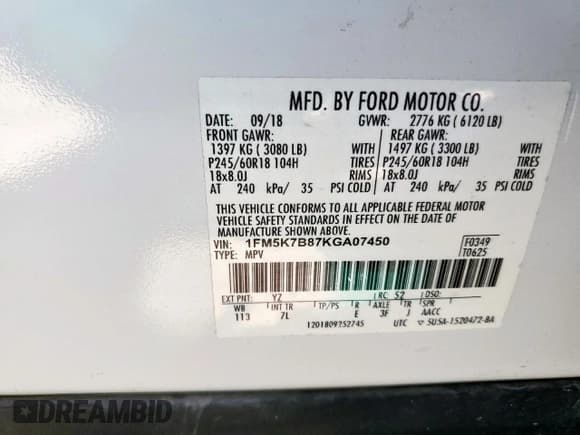 MFD. BY FORD MOTOR CO.
DATE: 09/18 GVWR: 2776 KG ( 6120 LB)
FRONT GAWR: REAR GAWR:
1397 KG ( 3080 LB) WITH 1497 KG ( 3300 LB) WITH
P245/60R18 104H TIRES P245/60R18 104H TIRES
18x8.0J RIMS 18x8.0J RIMS
AT 240 kPa/ 35 PSI COLD AT 240 kPa/ 35 PSI COLD
THIS VEHICLE CONFORMS TO ALL APPLICABLE FEDERAL MOTOR
VEHICLE SAFETY STANDARDS IN EFFECT ON THE DATE OF
MANUFACTURE SHOWN ABOVE.
VIN: 1FM5K7B87KGA07450 F0349
TYPE: MPV T0625
EXT PNT: YZ RC: 52 DSO:
WB INT TR TP/PS R AXLE TR SPR
113 7L E 3F J AACC
1201809252745 UTC ▽ 5U5A-1520472-BA
DREAMBID